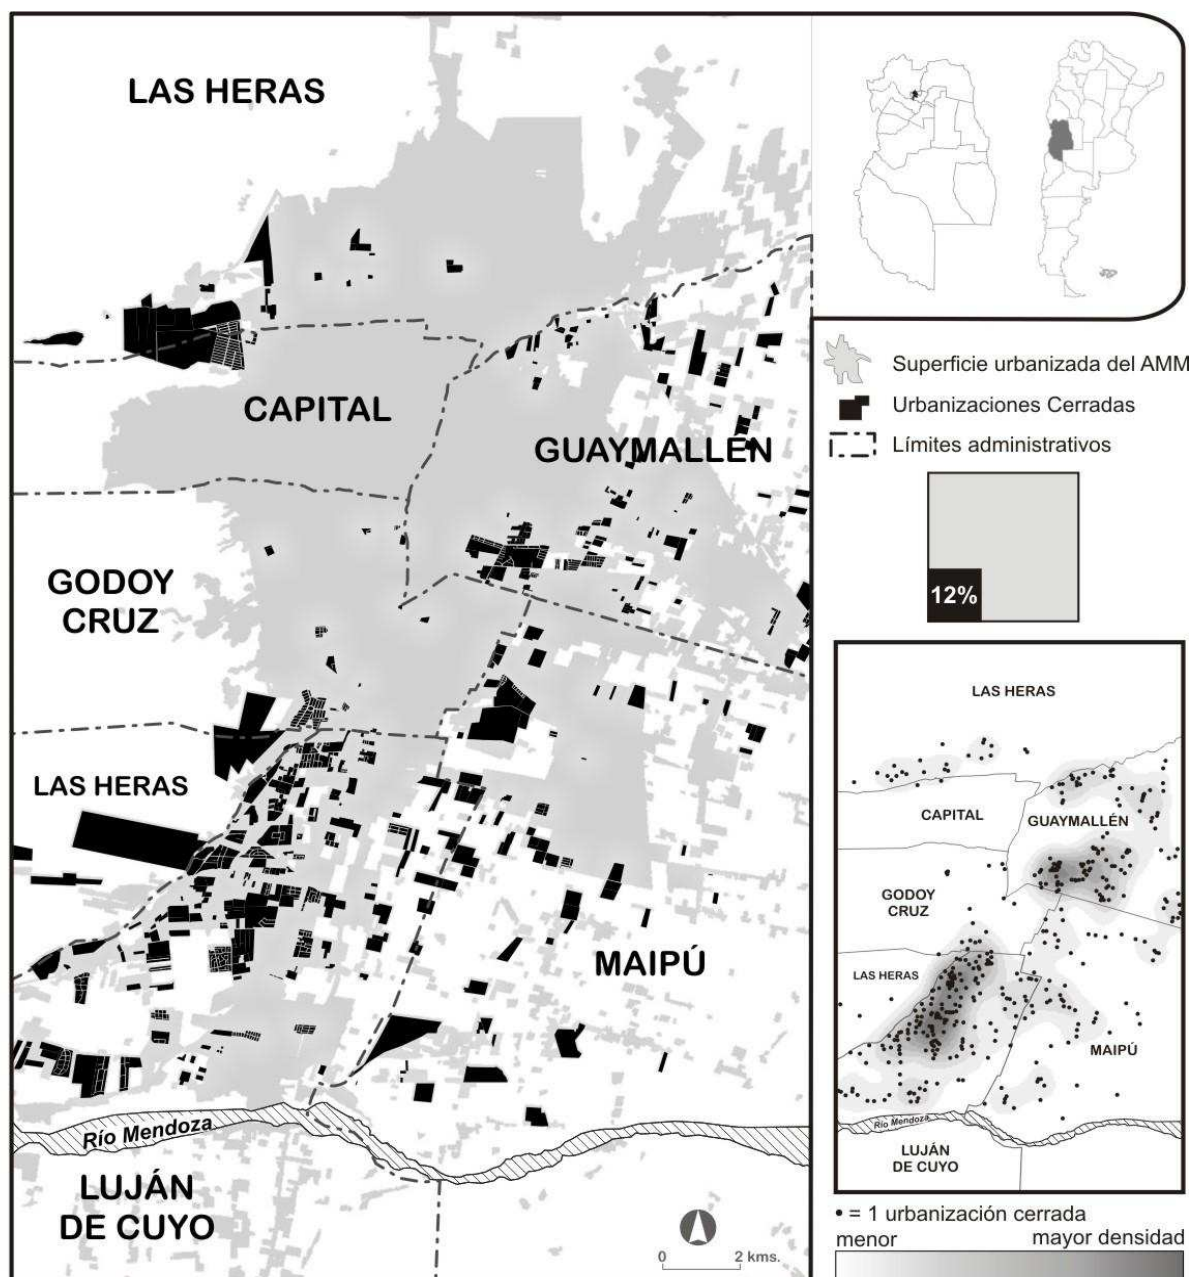 LAS HERAS
CAPITAL
GUAYMALLÉN
GODOY
CRUZ
LAS HERAS
MAIPÚ
Río Mendoza
LUJÁN
DE CUYO
0 2 kms.
Superficie urbanizada del AMM
Urbanizaciones Cerradas
Límites administrativos
12%
LAS HERAS
CAPITAL
GUAYMALLÉN
GODOY
CRUZ
LAS HERAS
MAIPÚ
Río Mendoza
LUJÁN
DE CUYO
• = 1 urbanización cerrada
menor mayor densidad